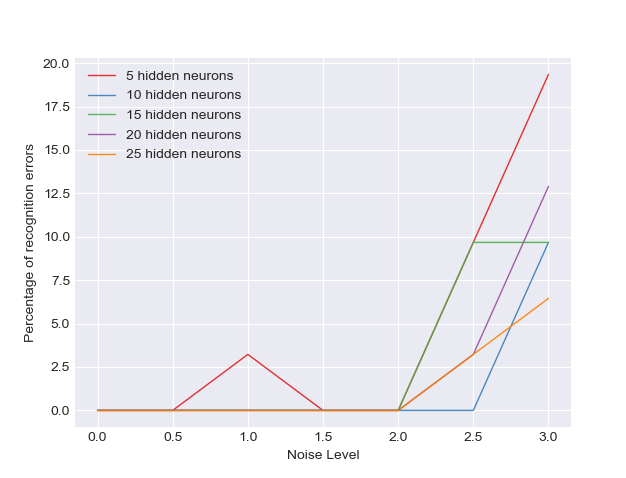 20.0
17.5
15.0
12.5
10.0
7.5
5.0
2.5
0.0
Percentage of recognition errors
5 hidden neurons
10 hidden neurons
15 hidden neurons
20 hidden neurons
25 hidden neurons
0.0 0.5 1.0 1.5 2.0 2.5 3.0
Noise Level